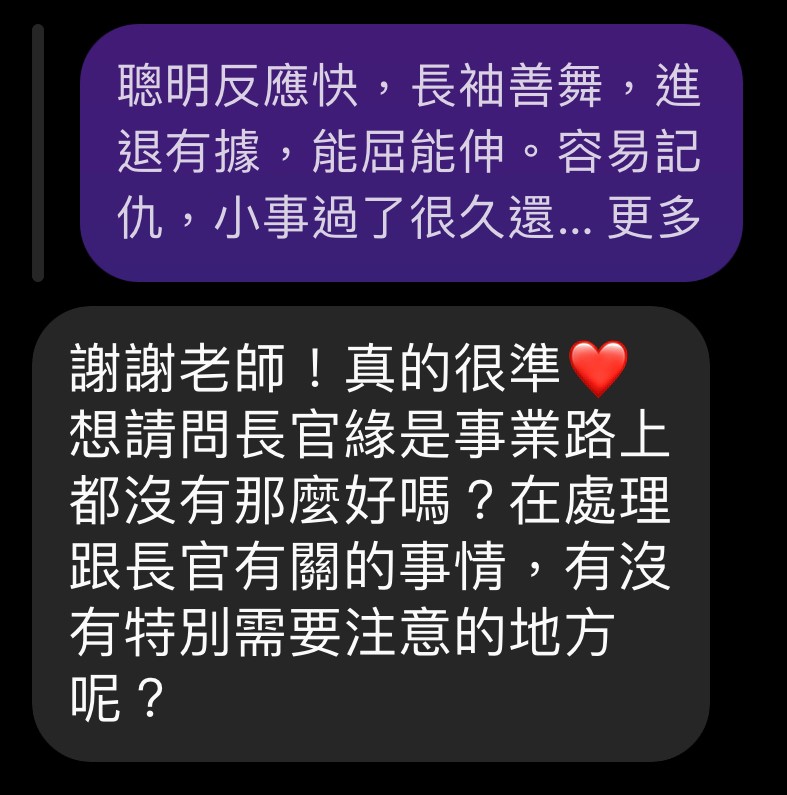 聰明反應快，長袖善舞，進
退有據，能屈能伸。容易記
仇，小事過了很久還... 更多
謝謝老師！真的很準❤️
想請問長官緣是事業路上
都沒有那麼好嗎？在處理
跟長官有關的事情，有沒
有特別需要注意的地方
呢？